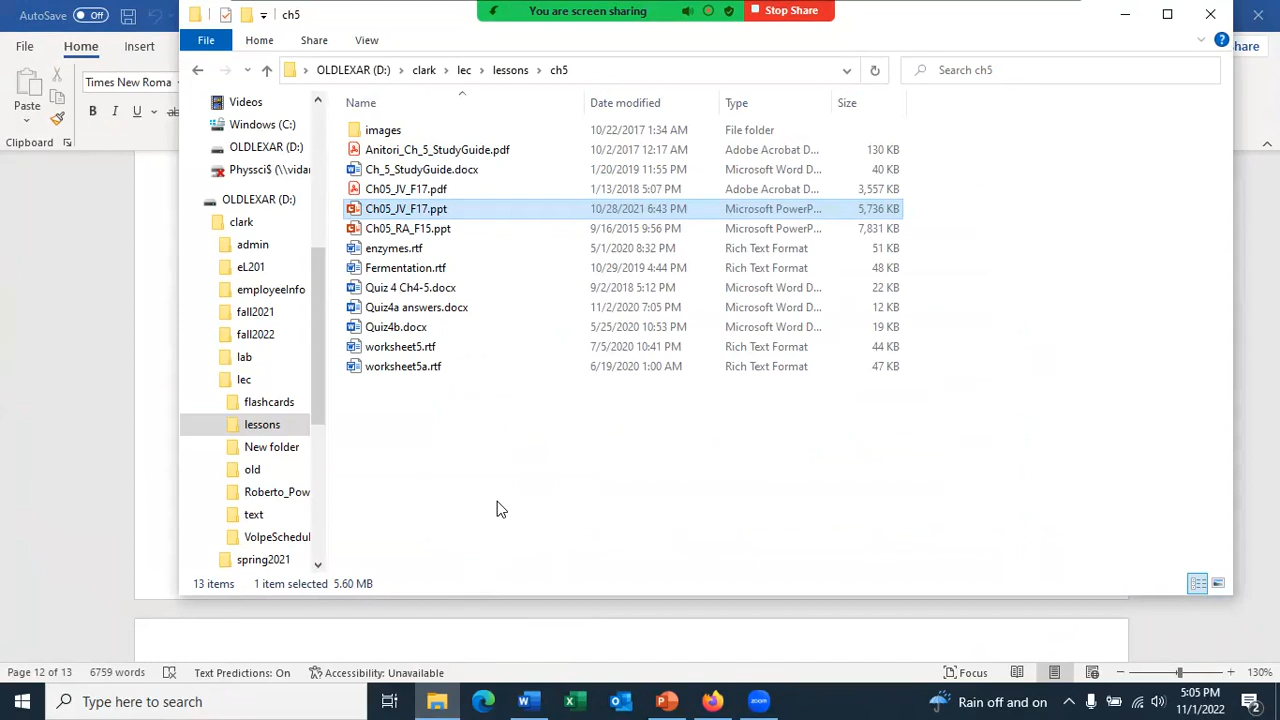 ch5
You are screen sharing
Stop Share
AutoSave
Off
File
Home
Insert
File
Home
Share
View
OLDLEXAR (D:)
clark
lec
lessons
ch5
Search ch5
Paste
Clipboard
Times New Roma
B
I
U
Videos
Windows (C:)
OLDLEXAR (D:)
Physsci$ (\\vida
OLDLEXAR (D:)
clark
admin
eL201
employeeInfo
fall2021
fall2022
lab
lec
flashcards
lessons
New folder
old
Roberto_Pow
text
VolpeSchedul
spring2021
Name Date modified Type Size
images 10/22/2017 1:34 AM File folder
Anitori_Ch_5_StudyGuide.pdf 10/2/2017 12:17 AM Adobe Acrobat D... 130 KB
Ch_5_StudyGuide.docx 1/20/2019 11:55 PM Microsoft Word D... 40 KB
Ch05_JV_F17.pdf 1/13/2018 5:07 PM Adobe Acrobat D... 3,557 KB
Ch05_JV_F17.ppt 10/28/2021 6:43 PM Microsoft PowerP... 5,736 KB
Ch05_RA_F15.ppt 9/16/2015 9:56 PM Microsoft PowerP... 7,831 KB
enzymes.rtf 5/1/2020 8:32 PM Rich Text Format 51 KB
Fermentation.rtf 10/29/2019 4:44 PM Rich Text Format 48 KB
Quiz 4 Ch4-5.docx 9/2/2018 5:12 PM Microsoft Word D... 22 KB
Quiz4a answers.docx 11/2/2020 7:05 PM Microsoft Word D... 12 KB
Quiz4b.docx 5/25/2020 10:53 PM Microsoft Word D... 19 KB
worksheet5.rtf 7/5/2020 10:41 PM Rich Text Format 44 KB
worksheet5a.rtf 6/19/2020 1:00 AM Rich Text Format 47 KB
13 items 1 item selected 5.60 MB
Page 12 of 13 6759 words Text Predictions: On Accessibility: Unavailable Focus 130%
Type here to search
Rain off and on
5:05 PM
11/1/2022
2